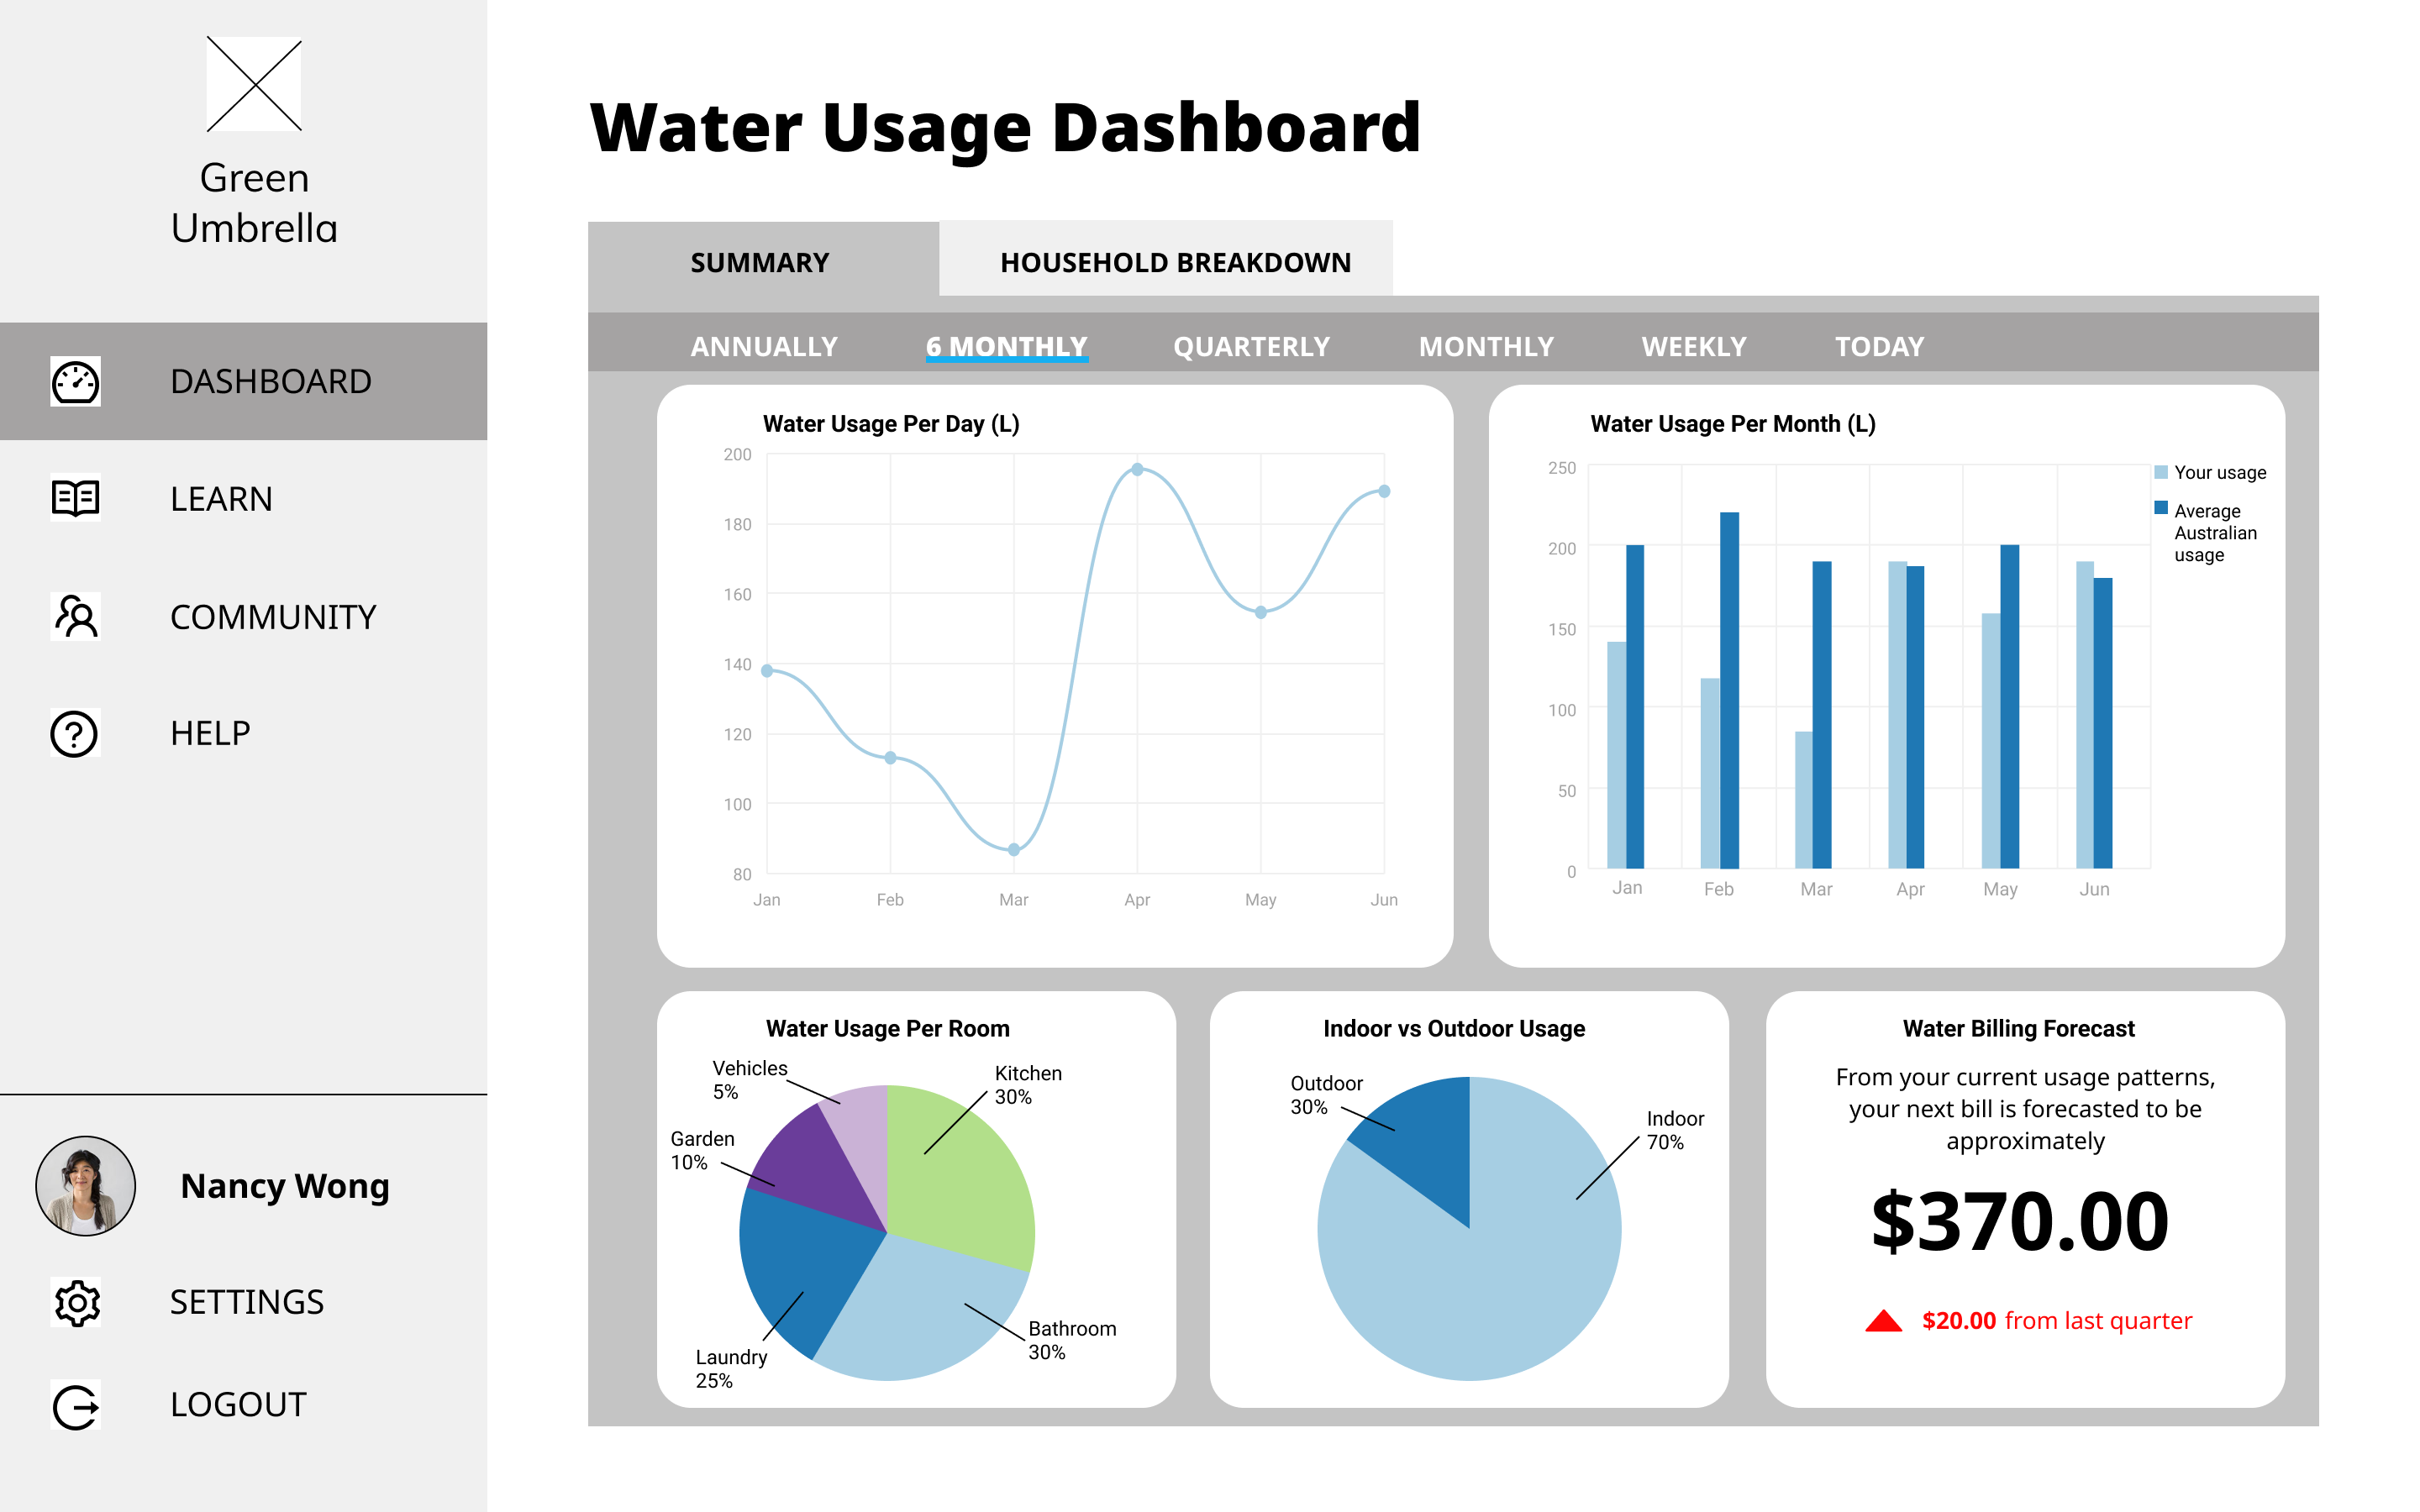 Green
Umbrella
DASHBOARD
LEARN
COMMUNITY
HELP
Nancy Wong
SETTINGS
LOGOUT
Water Usage Dashboard
SUMMARY
HOUSEHOLD BREAKDOWN
ANNUALLY
6 MONTHLY
QUARTERLY
MONTHLY
WEEKLY
TODAY
Water Usage Per Day (L)
200
180
160
140
120
100
80
Jan
Feb
Mar
Apr
May
Jun
Water Usage Per Month (L)
250
200
150
100
50
0
Jan
Feb
Mar
Apr
May
Jun
Your usage
Average
Australian
usage
Water Usage Per Room
Vehicles
5%
Kitchen
30%
Garden
10%
Bathroom
30%
Laundry
25%
Indoor vs Outdoor Usage
Outdoor
30%
Indoor
70%
Water Billing Forecast
From your current usage patterns,
your next bill is forecasted to be
approximately
$370.00
$20.00 from last quarter